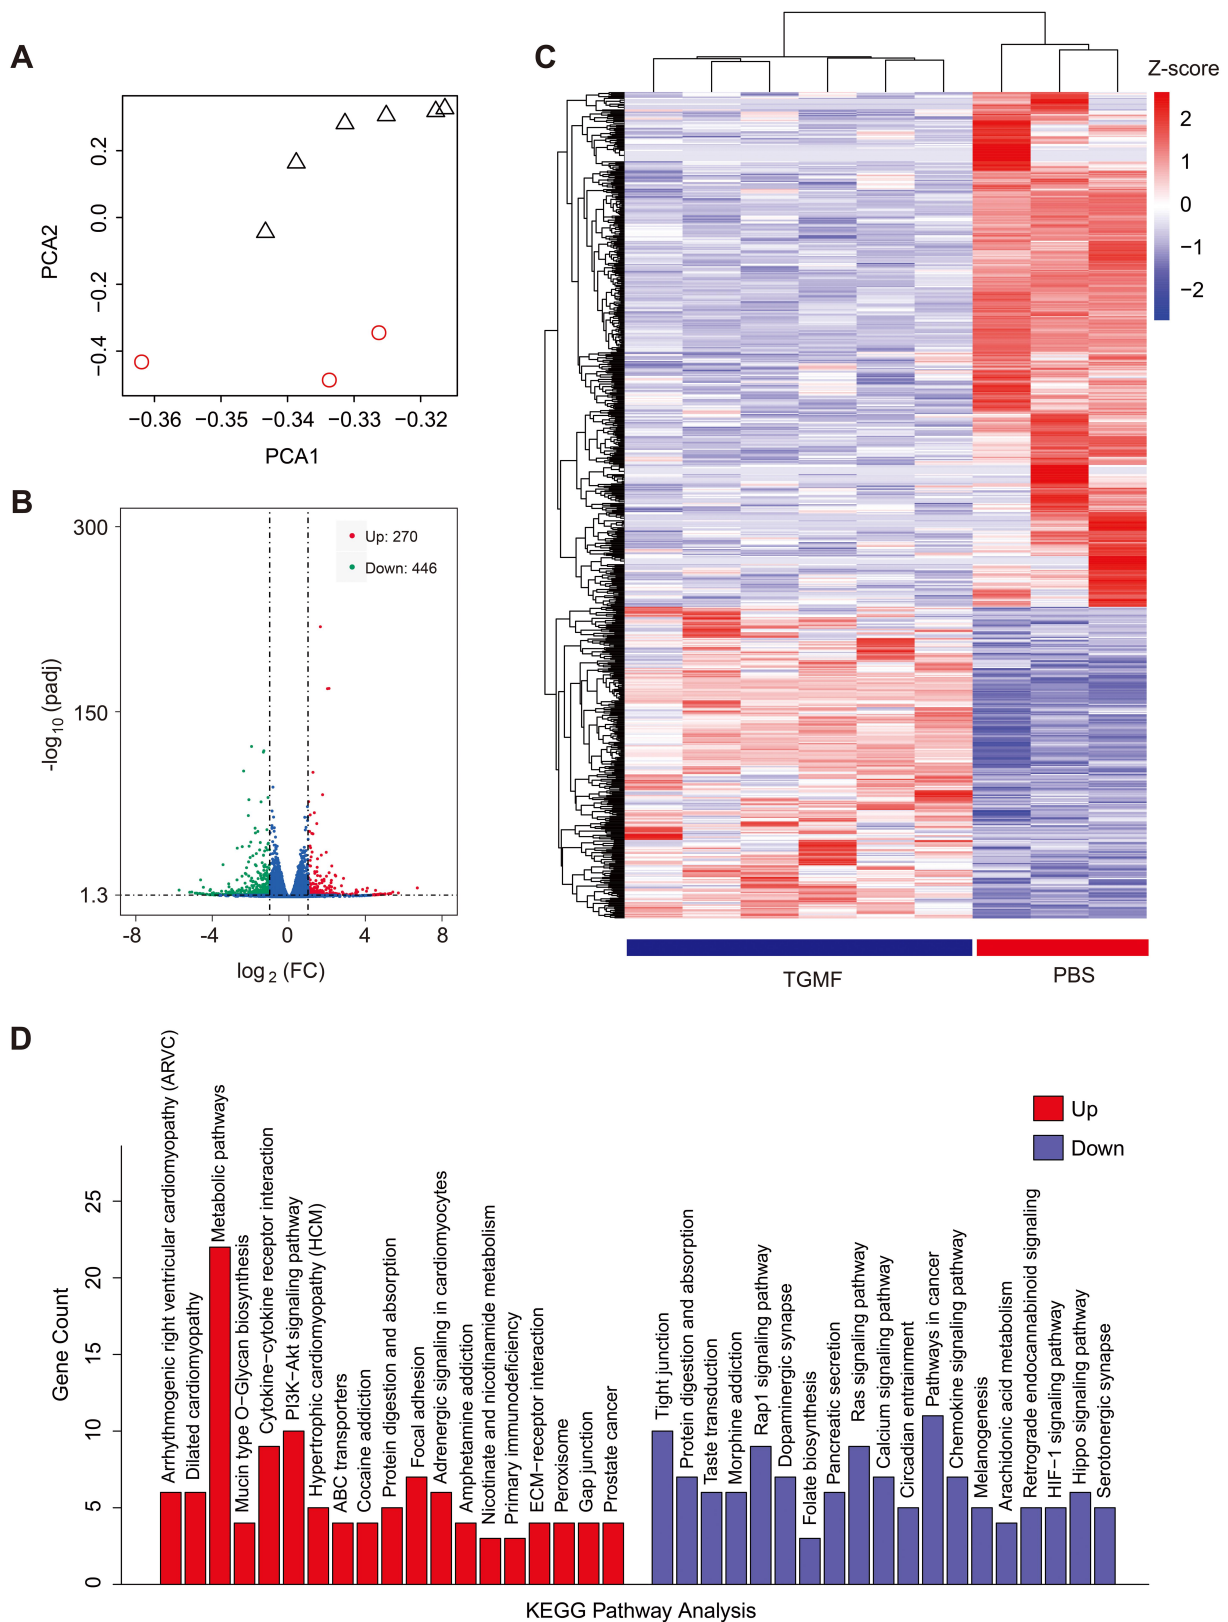 A
PCA2
0.2
0.0
−0.2
−0.4
−0.36
−0.35
−0.34
−0.33
−0.32
PCA1
B
-log10 (padj)
300
150
1.3
Up: 270
Down: 446
-8
-4
0
4
8
log2 (FC)
C
Z-score
2
1
0
−1
−2
TGMF
PBS
D
Gene Count
25
20
15
10
5
0
Arrhythmogenic right ventricular cardiomyopathy (ARVC)
Dilated cardiomyopathy
Metabolic pathways
Mucin type O−Glycan biosynthesis
Cytokine−cytokine receptor interaction
PI3K−Akt signaling pathway
Hypertrophic cardiomyopathy (HCM)
ABC transporters
Cocaine addiction
Protein digestion and absorption
Focal adhesion
Adrenergic signaling in cardiomyocytes
Amphetamine addiction
Nicotinate and nicotinamide metabolism
Primary immunodeficiency
ECM−receptor interaction
Peroxisome
Gap junction
Prostate cancer
Tight junction
Protein digestion and absorption
Taste transduction
Morphine addiction
Rap1 signaling pathway
Dopaminergic synapse
Folate biosynthesis
Pancreatic secretion
Ras signaling pathway
Calcium signaling pathway
Circadian entrainment
Pathways in cancer
Chemokine signaling pathway
Melanogenesis
Arachidonic acid metabolism
Retrograde endocannabinoid signaling
HIF−1 signaling pathway
Hippo signaling pathway
Serotonergic synapse
Up
Down
KEGG Pathway Analysis